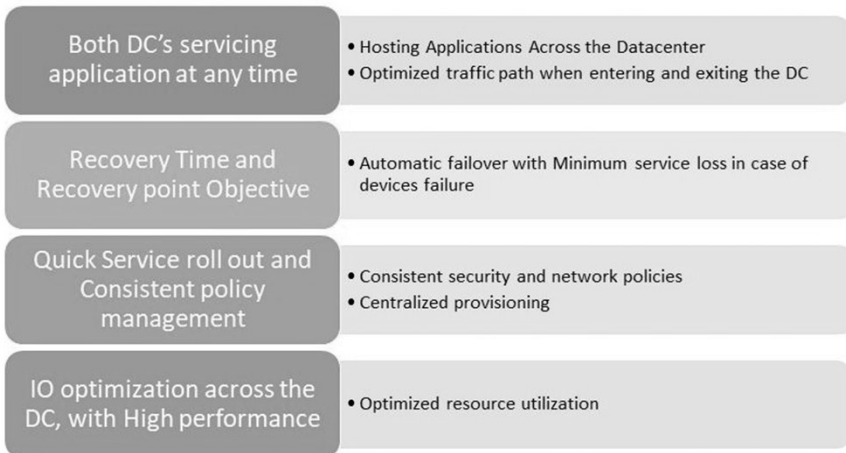 Both DC's servicing
application at any time
• Hosting Applications Across the Datacenter
• Optimized traffic path when entering and exiting the DC
Recovery Time and
Recovery point Objective
• Automatic failover with Minimum service loss in case of
devices failure
Quick Service roll out and
Consistent policy
management
• Consistent security and network policies
• Centralized provisioning
IO optimization across the
DC, with High performance
• Optimized resource utilization